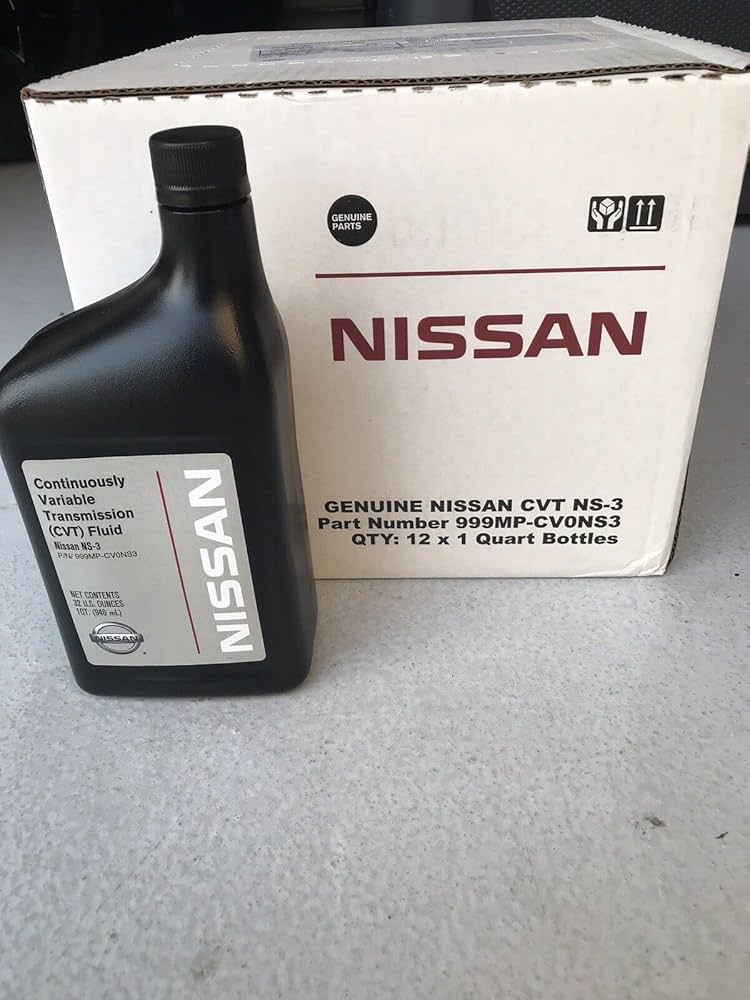 GENUINE
PARTS
NISSAN
GENUINE NISSAN CVT NS-3
Part Number 999MP-CV0NS3
QTY: 12 x 1 Quart Bottles
Continuously
Variable
Transmission
(CVT) Fluid
Nissan NS-3
P/N 999MP-CV0NS3
NET CONTENTS
32 U.S. OUNCES
1QT. (946 mL)
NISSAN
NISSAN